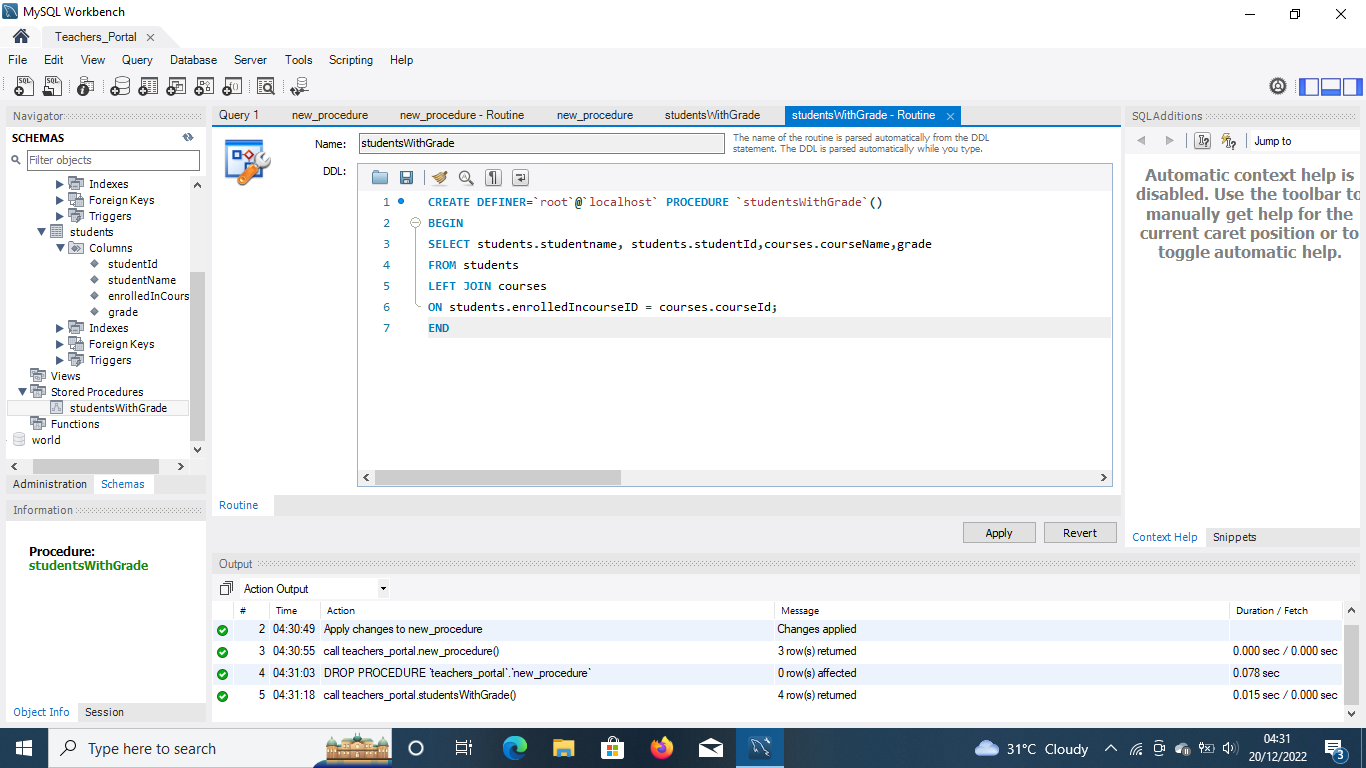 MySQL Workbench
Teachers_Portal
File Edit View Query Database Server Tools Scripting Help
Navigator
SCHEMAS
Filter objects
Indexes
Foreign Keys
Triggers
students
Columns
studentId
studentName
enrolledInCours
grade
Indexes
Foreign Keys
Triggers
Views
Stored Procedures
studentsWithGrade
Functions
world
Administration Schemas
Information
Procedure:
studentsWithGrade
Object Info Session
Query 1 new_procedure new_procedure - Routine new_procedure studentsWithGrade studentsWithGrade - Routine
Name: studentsWithGrade
The name of the routine is parsed automatically from the DDL
statement. The DDL is parsed automatically while you type.
DDL:
1 CREATE DEFINER=`root`@`localhost` PROCEDURE `studentsWithGrade`()
2 BEGIN
3 SELECT students.studentname, students.studentId,courses.courseName,grade
4 FROM students
5 LEFT JOIN courses
6 ON students.enrolledIncourseID = courses.courseId;
7 END
Routine
Apply Revert
SQLAdditions
Jump to
Automatic context help is
disabled. Use the toolbar to
manually get help for the
current caret position or to
toggle automatic help.
Context Help Snippets
Output
Action Output
# Time Action Message Duration / Fetch
2 04:30:49 Apply changes to new_procedure Changes applied
3 04:30:55 call teachers_portal.new_procedure() 3 row(s) returned 0.000 sec / 0.000 sec
4 04:31:03 DROP PROCEDURE `teachers_portal`.`new_procedure` 0 row(s) affected 0.078 sec
5 04:31:18 call teachers_portal.studentsWithGrade() 4 row(s) returned 0.015 sec / 0.000 sec
Type here to search
31°C Cloudy
04:31
20/12/2022
3